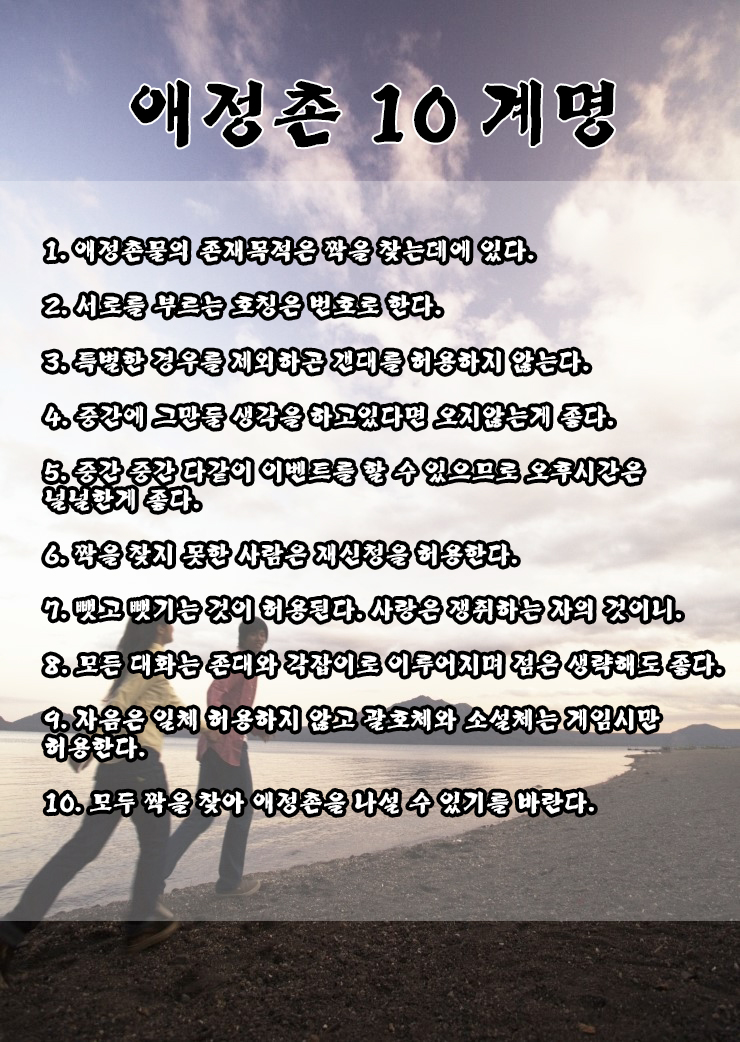 애정촌 10 계명
1. 애정촌믈의 존재목적은 짝을 찾는데에 있다.
2. 서로를 부르는 호칭은 번호로 한다.
3. 특별한 경우를 제외하곤 갠대를 허용하지 않는다.
4. 중간에 그만둘 생각을 하고있다면 오지않는게 좋다.
5. 중간 중간 다같이 이벤트를 할 수 있으므로 오후시간은
널널한게 좋다.
6. 짝을 찾지 못한 사람은 재신청을 허용한다.
7. 뺏고 뺏기는 것이 허용된다. 사랑은 쟁취하는 자의 것이니.
8. 모든 대화는 존대와 각잡이로 이루어지며 점은 생략해도 좋다.
9. 자음은 일체 허용하지 않고 괄호체와 소설체는 게임시만
허용한다.
10. 모두 짝을 찾아 애정촌을 나설 수 있기를 바란다.